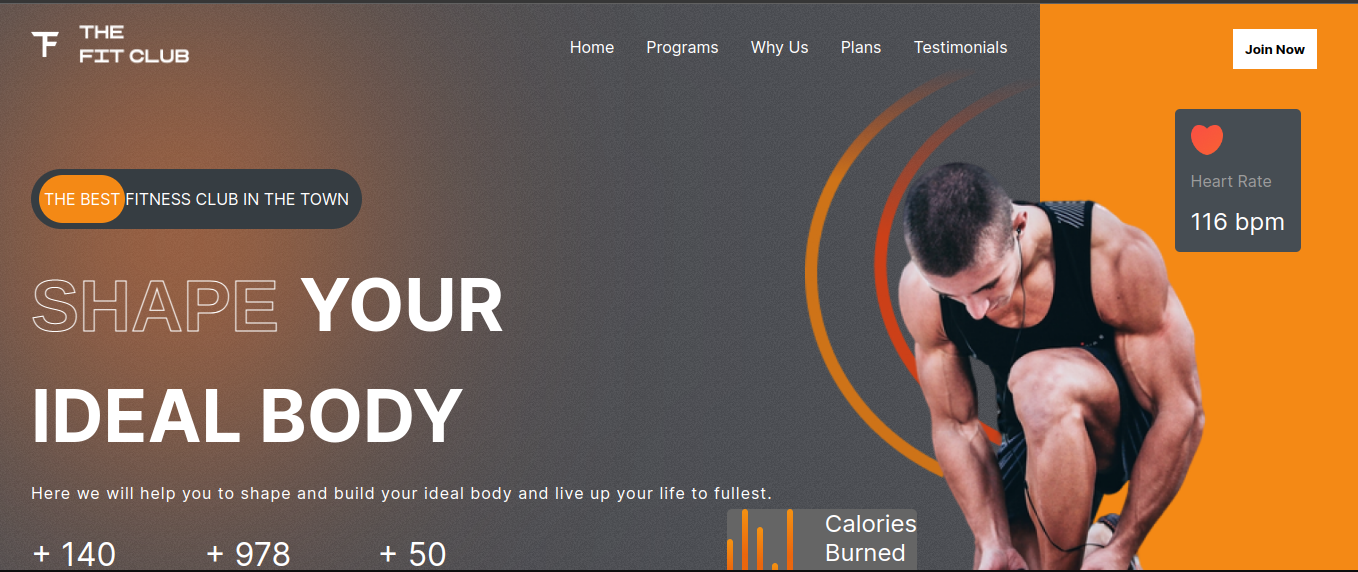 THE
FIT CLUB
Home Programs Why Us Plans Testimonials
Join Now
Heart Rate
116 bpm
THE BEST FITNESS CLUB IN THE TOWN
SHAPE YOUR
IDEAL BODY
Here we will help you to shape and build your ideal body and live up your life to fullest.
+ 140 + 978 + 50
Calories
Burned